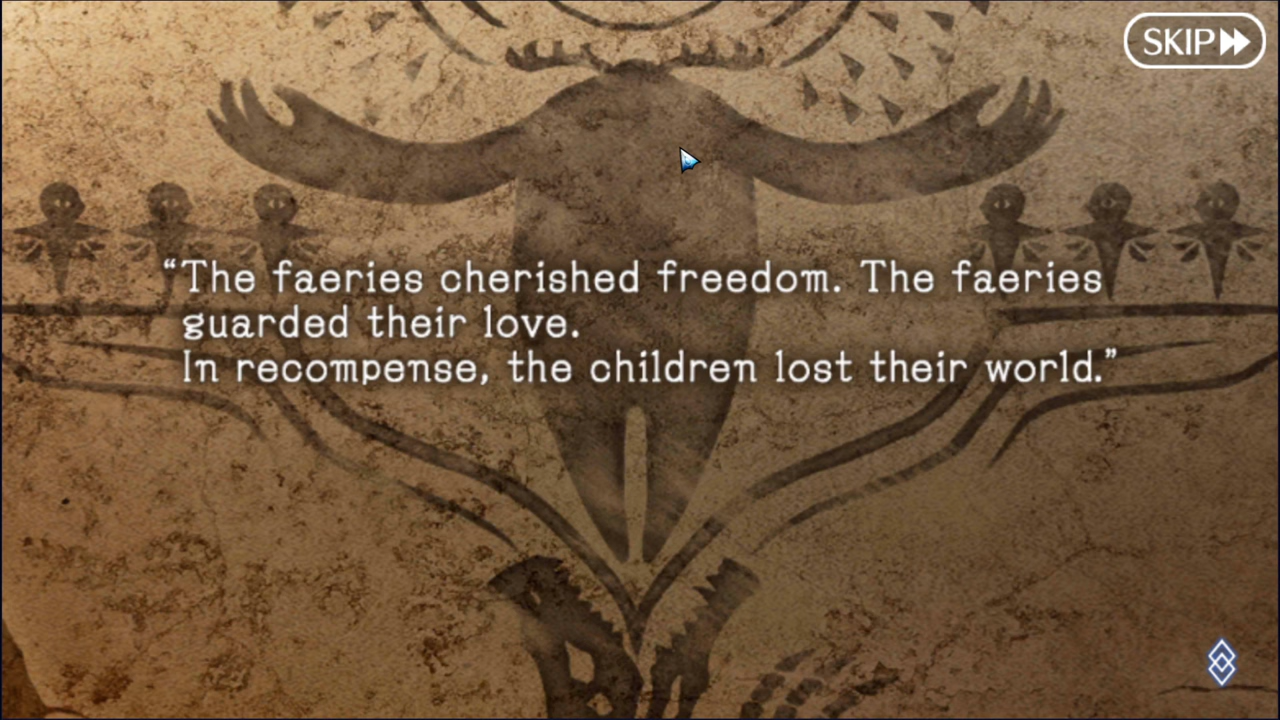 SKIP
“The faeries cherished freedom. The faeries
guarded their love.
In recompense, the children lost their world.”